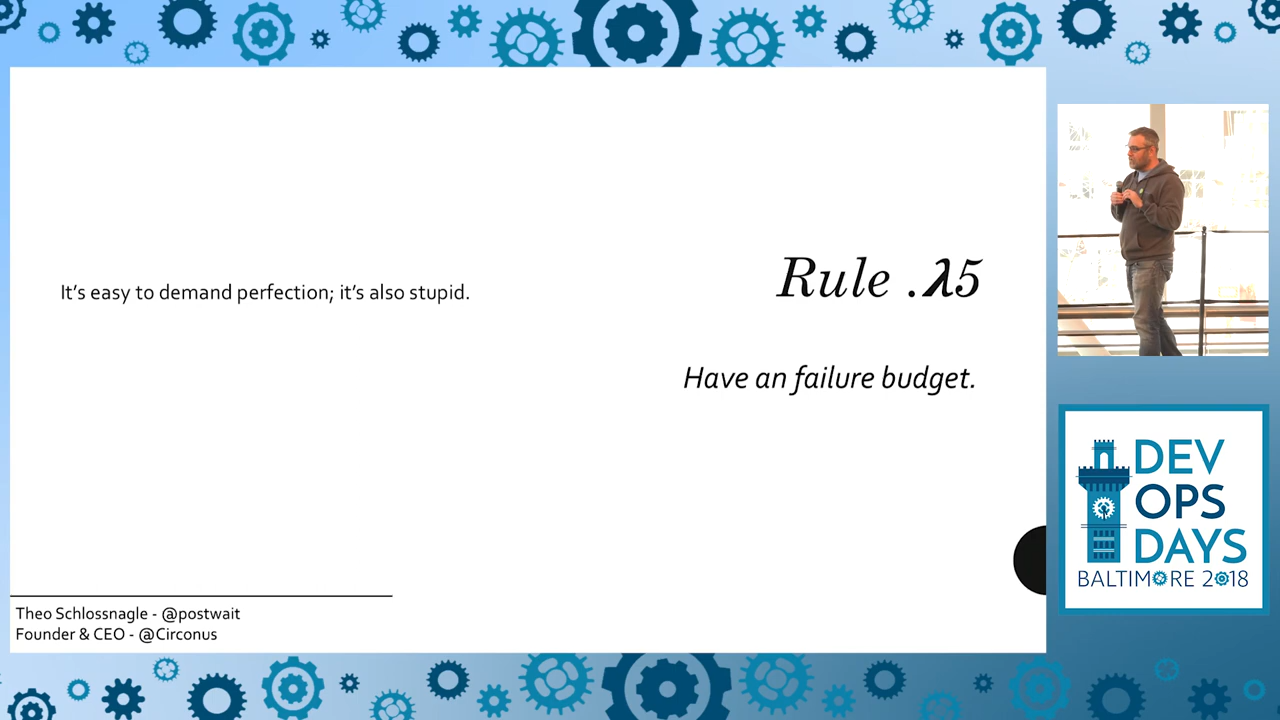 It's easy to demand perfection; it's also stupid.
Rule .λ5
Have an failure budget.
Theo Schlossnagle - @postwait
Founder & CEO - @Circonus
DEV
OPS
DAYS
BALTIMORE 2018